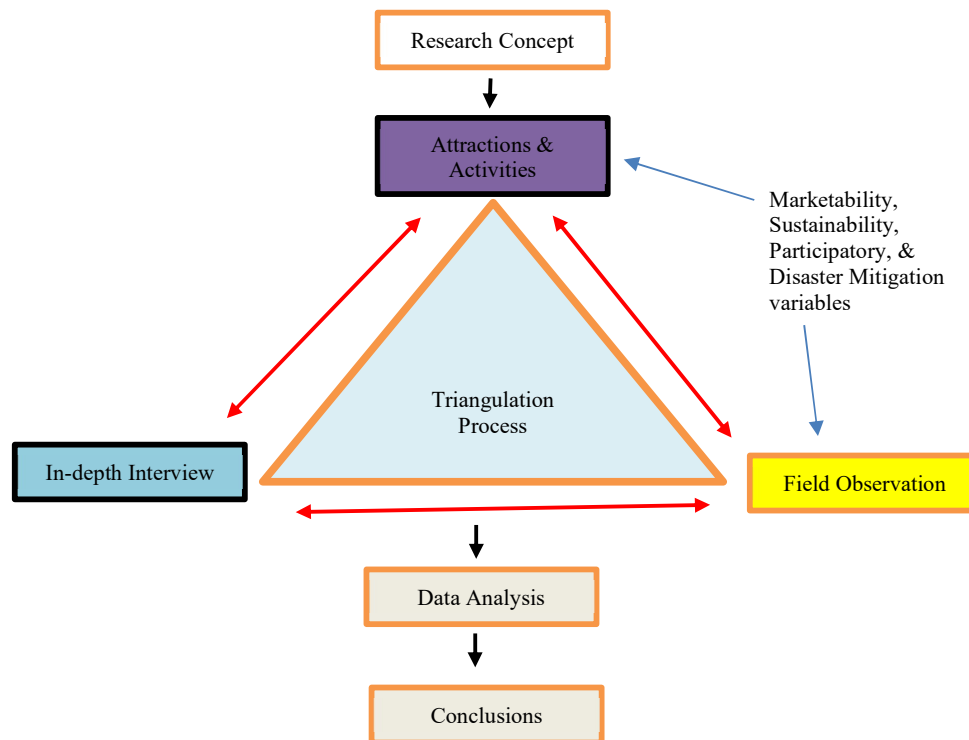 Research Concept
Attractions &
Activities
Marketability,
Sustainability,
Participatory, &
Disaster Mitigation
variables
Triangulation
Process
In-depth Interview
Field Observation
Data Analysis
Conclusions